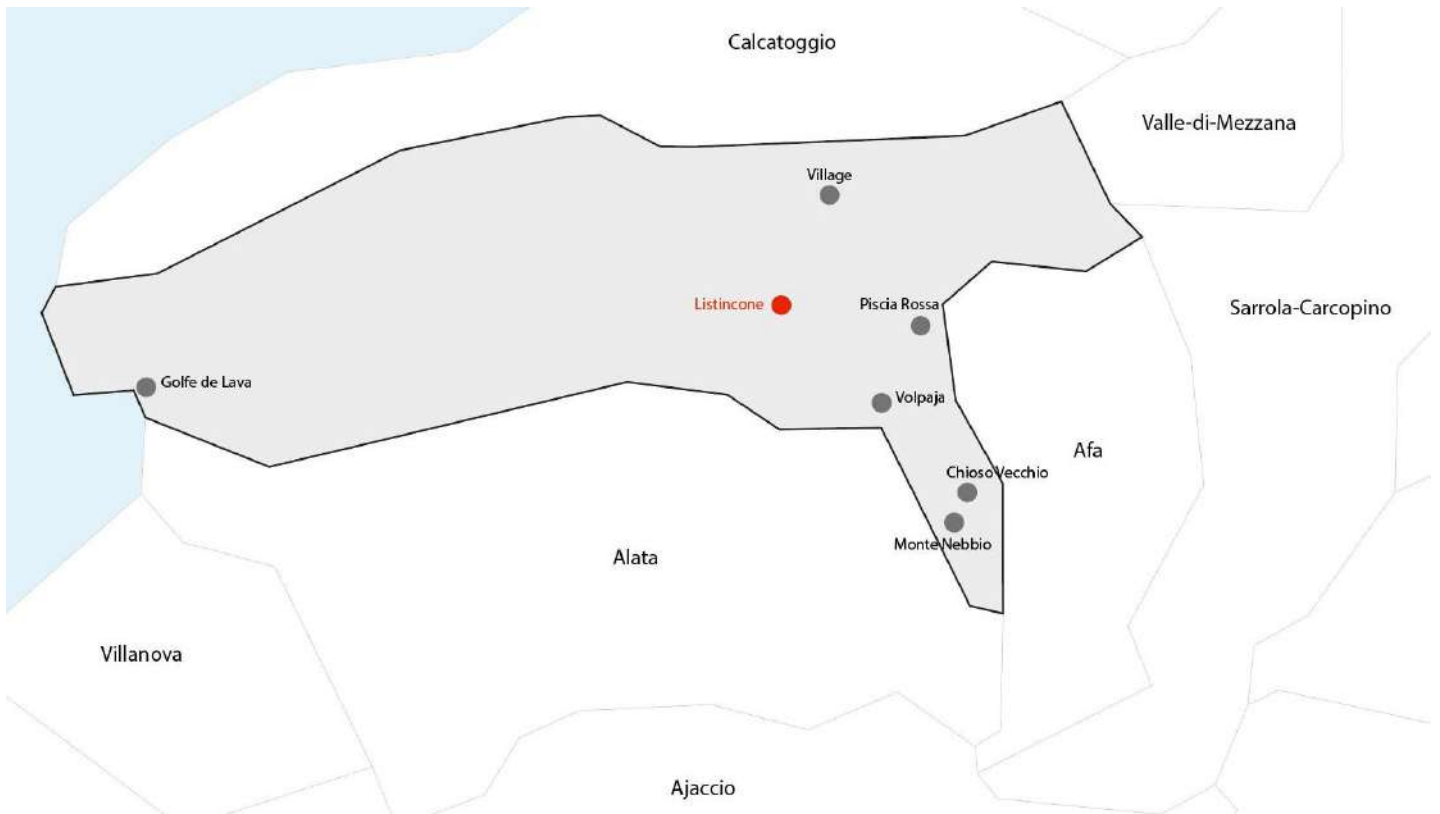 Calcatoggio
Valle-di-Mezzana
Village
Listincone
Piscia Rossa
Sarrola-Carcopino
Golfe de Lava
Volpaja
Afa
Chioso Vecchio
Monte Nebbio
Alata
Villanova
Ajaccio